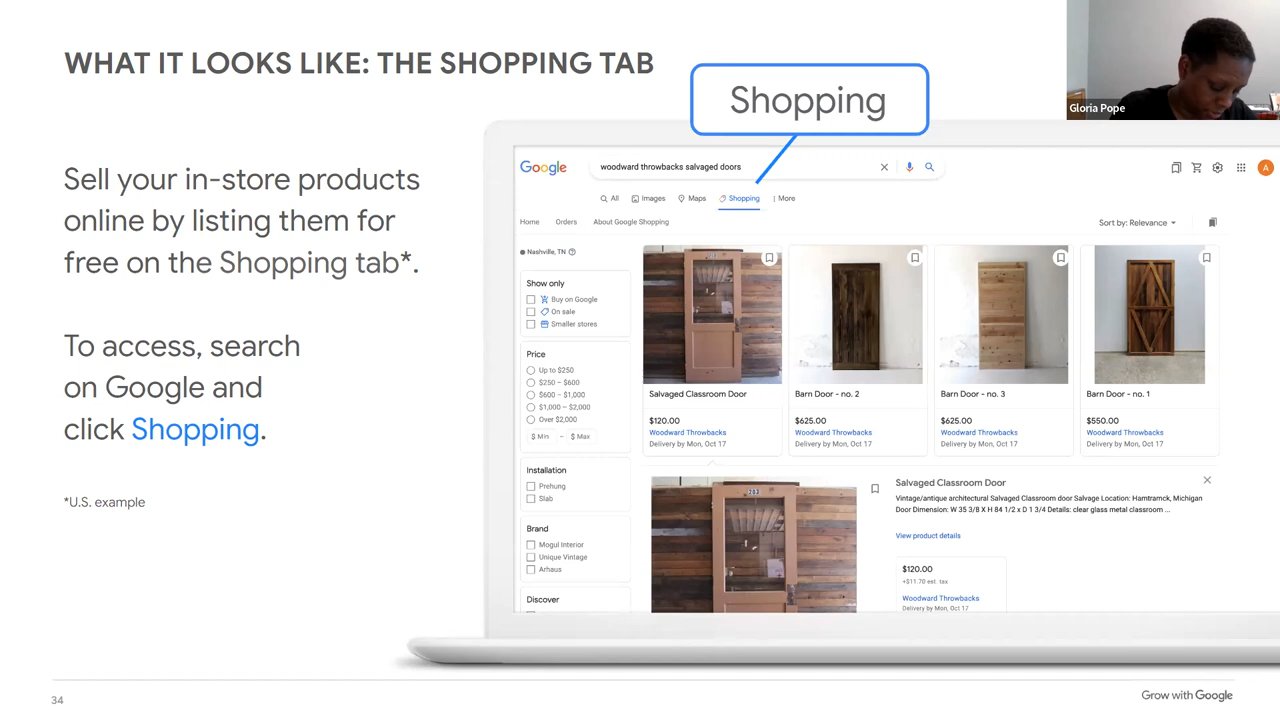 WHAT IT LOOKS LIKE: THE SHOPPING TAB
Shopping
Gloria Pope
Sell your in-store products
online by listing them for
free on the Shopping tab*.
To access, search
on Google and
click Shopping.
*U.S. example
Google
woodward throwbacks salvaged doors
A
All
Images
Maps
Shopping
More
Home
Orders
About Google Shopping
Sort by: Relevance
Nashville, TN
Show only
Buy on Google
On sale
Smaller stores
Price
Up to $250
$250 – $600
$600 – $1,000
$1,000 – $2,000
Over $2,000
$ Min – $ Max
Installation
Prehung
Slab
Brand
Mogul Interior
Unique Vintage
Arhaus
Discover
Salvaged Classroom Door
$120.00
Woodward Throwbacks
Delivery by Mon, Oct 17
Barn Door - no. 2
$625.00
Woodward Throwbacks
Delivery by Mon, Oct 17
Barn Door - no. 3
$625.00
Woodward Throwbacks
Delivery by Mon, Oct 17
Barn Door - no. 1
$550.00
Woodward Throwbacks
Delivery by Mon, Oct 17
Salvaged Classroom Door
Vintage/antique architectural Salvaged Classroom door Salvage Location: Hamtramck, Michigan
Door Dimension: W 35 3/8 X H 84 1/2 x D 1 3/4 Details: clear glass metal classroom ...
View product details
$120.00
+$11.70 est. tax
Woodward Throwbacks
Delivery by Mon, Oct 17
34
Grow with Google